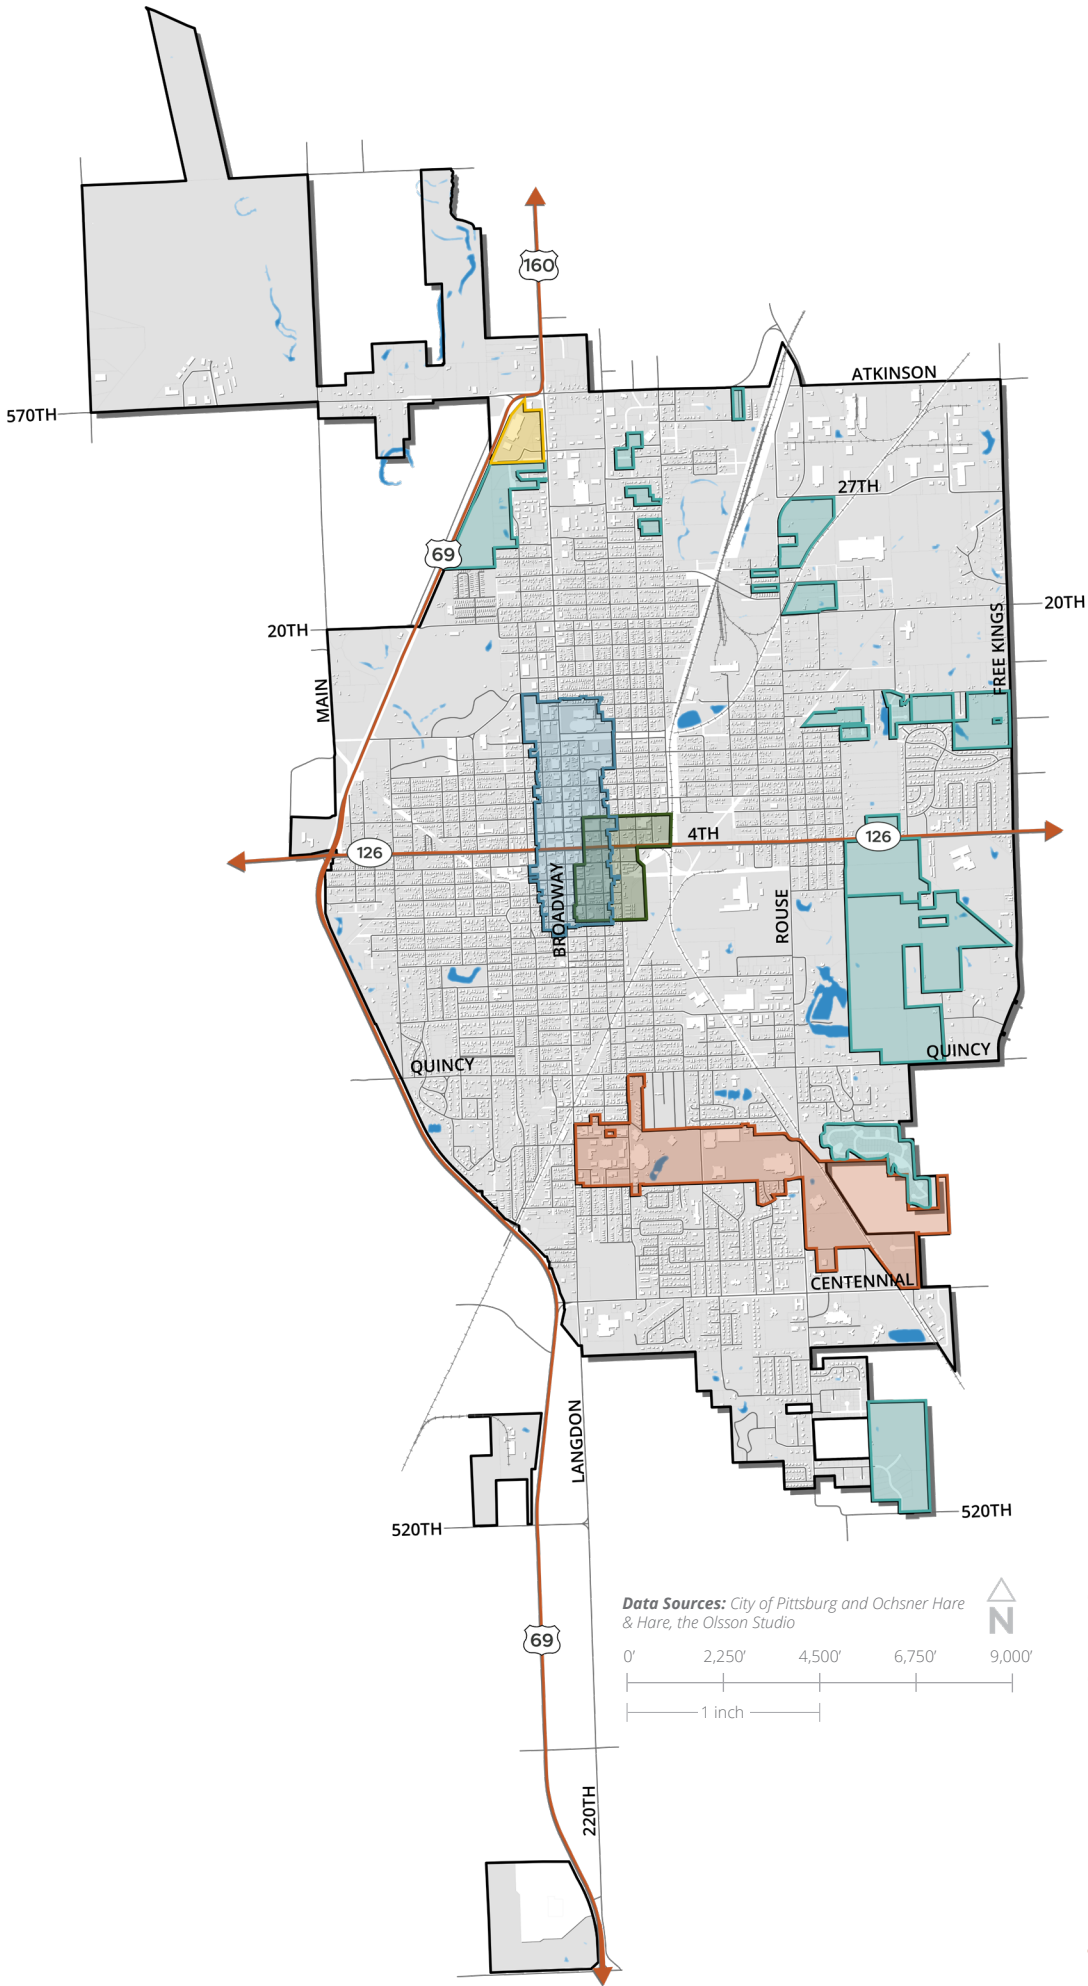 160
ATKINSON
570TH
27TH
69
20TH
20TH
FREE KINGS
MAIN
4TH
126
126
BROADWAY
ROUSE
QUINCY
QUINCY
CENTENNIAL
LANGDON
520TH
520TH
Data Sources: City of Pittsburg and Ochsner Hare
& Hare, the Olsson Studio
N
69
0' 2,250' 4,500' 6,750' 9,000'
1 inch
220TH